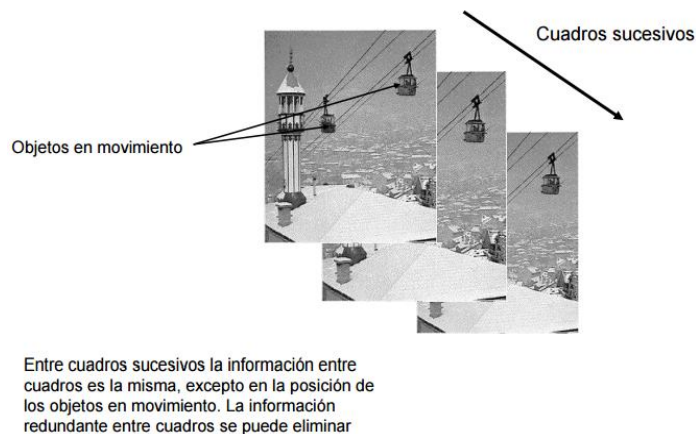 Cuadros sucesivos
Objetos en movimiento
Entre cuadros sucesivos la información entre
cuadros es la misma, excepto en la posición de
los objetos en movimiento. La información
redundante entre cuadros se puede eliminar